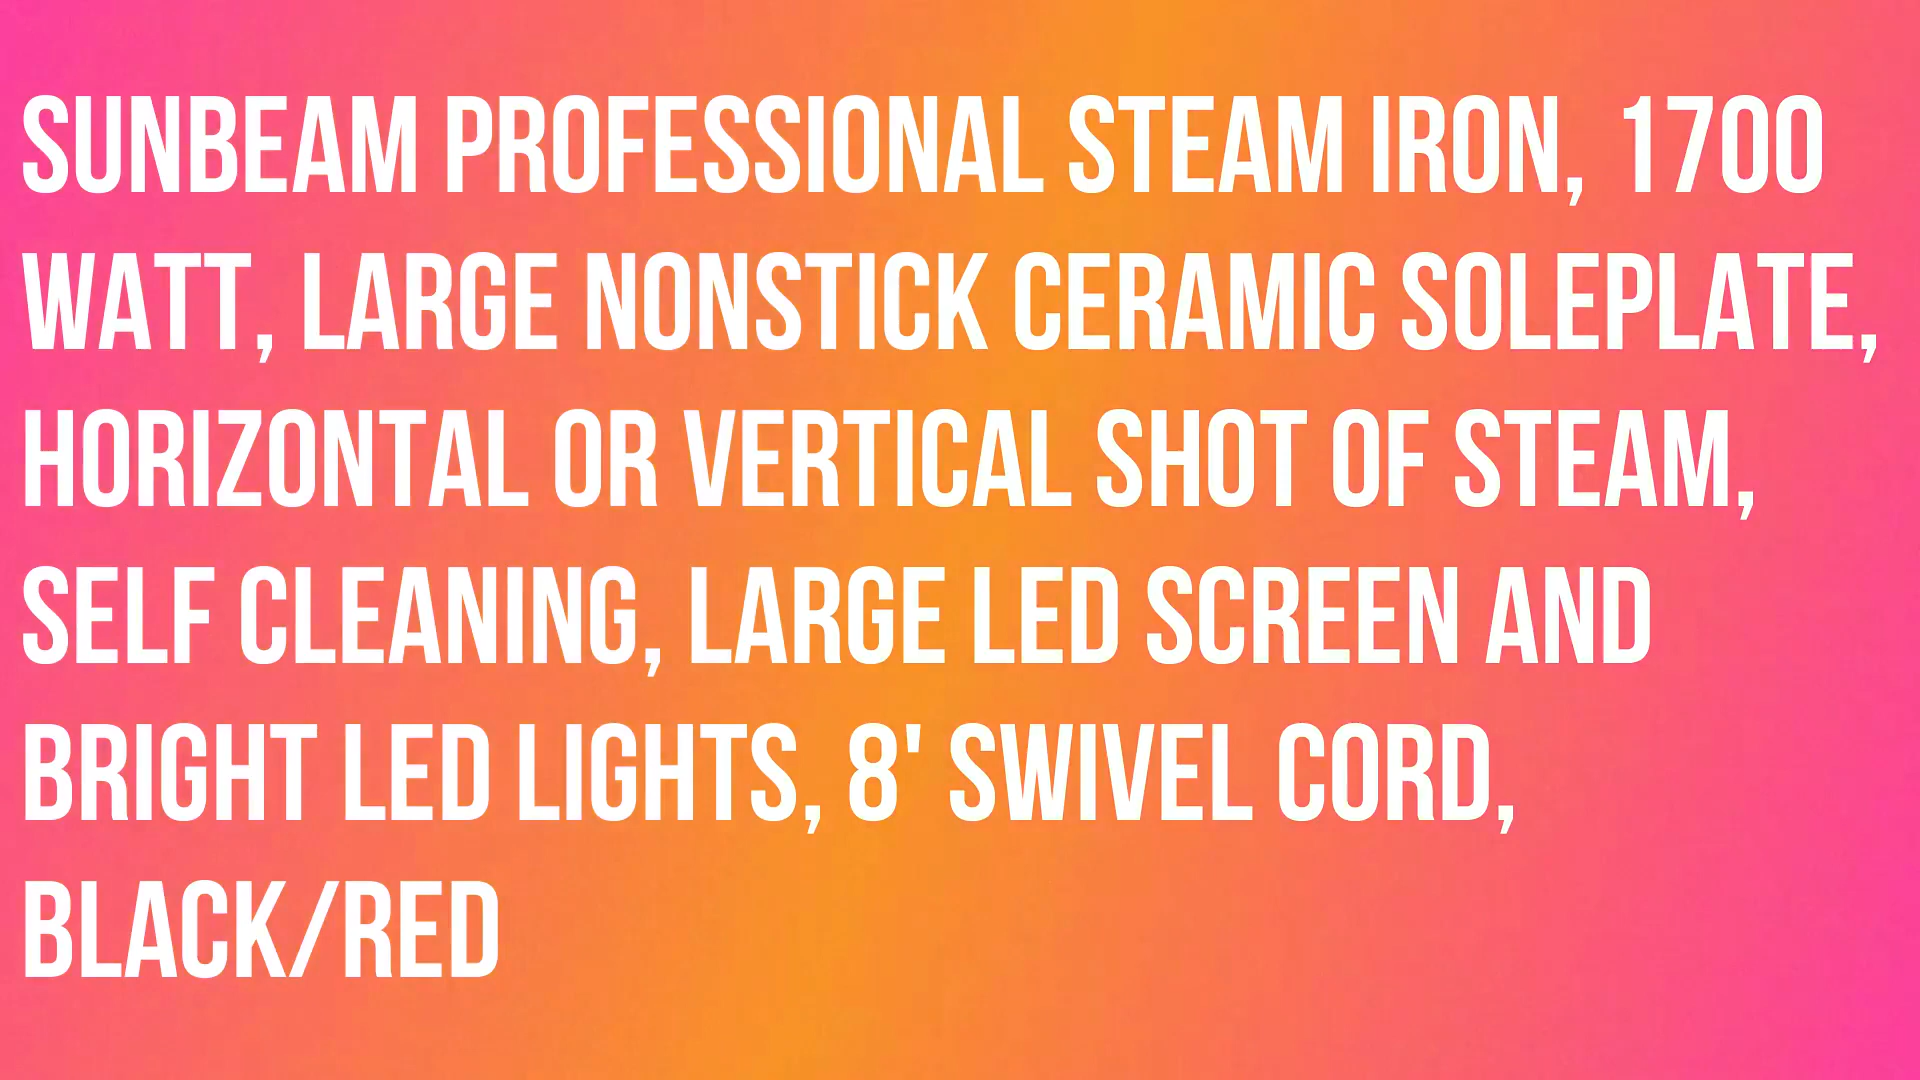 SUNBEAM PROFESSIONAL STEAM IRON, 1700
WATT, LARGE NONSTICK CERAMIC SOLEPLATE,
HORIZONTAL OR VERTICAL SHOT OF STEAM,
SELF CLEANING, LARGE LED SCREEN AND
BRIGHT LED LIGHTS, 8' SWIVEL CORD,
BLACK/RED